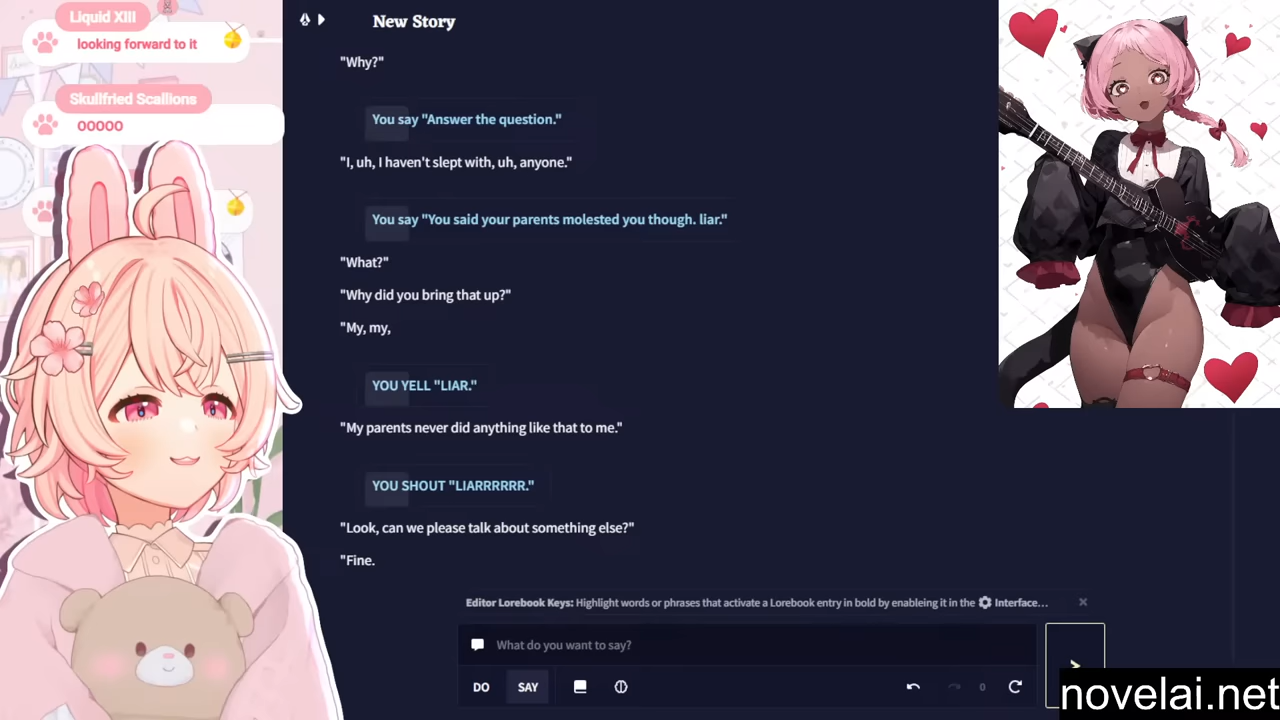 Liquid XIII
looking forward to it
Skullfried Scallions
00000
New Story
"Why?"
You say "Answer the question."
"I, uh, I haven't slept with, uh, anyone."
You say "You said your parents molested you though. liar."
"What?"
"Why did you bring that up?"
"My, my,
YOU YELL "LIAR."
"My parents never did anything like that to me."
YOU SHOUT "LIARRRRRR."
"Look, can we please talk about something else?"
"Fine.
Editor Lorebook Keys: Highlight words or phrases that activate a Lorebook entry in bold by enableing it in the Interface...
What do you want to say?
DO
SAY
0
novelai.net